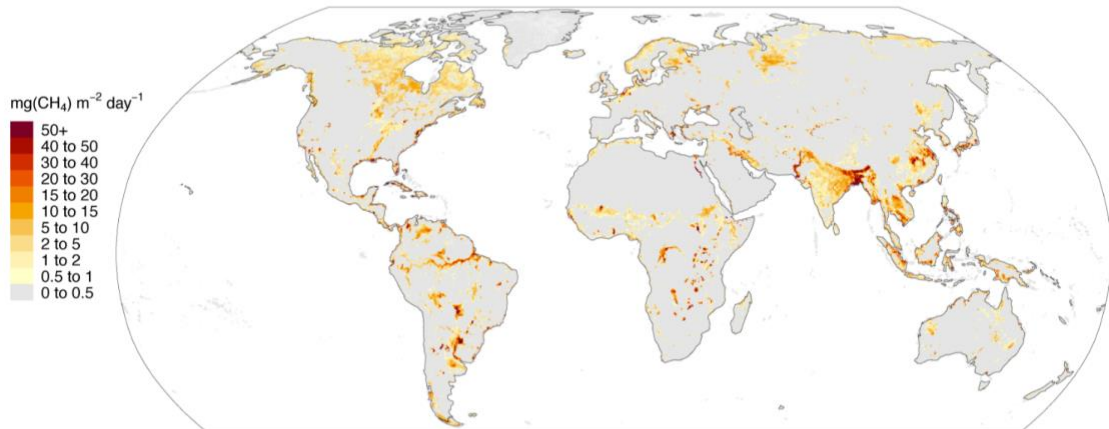 mg(CH₄) m⁻² day⁻¹
50+
40 to 50
30 to 40
20 to 30
15 to 20
10 to 15
5 to 10
2 to 5
1 to 2
0.5 to 1
0 to 0.5